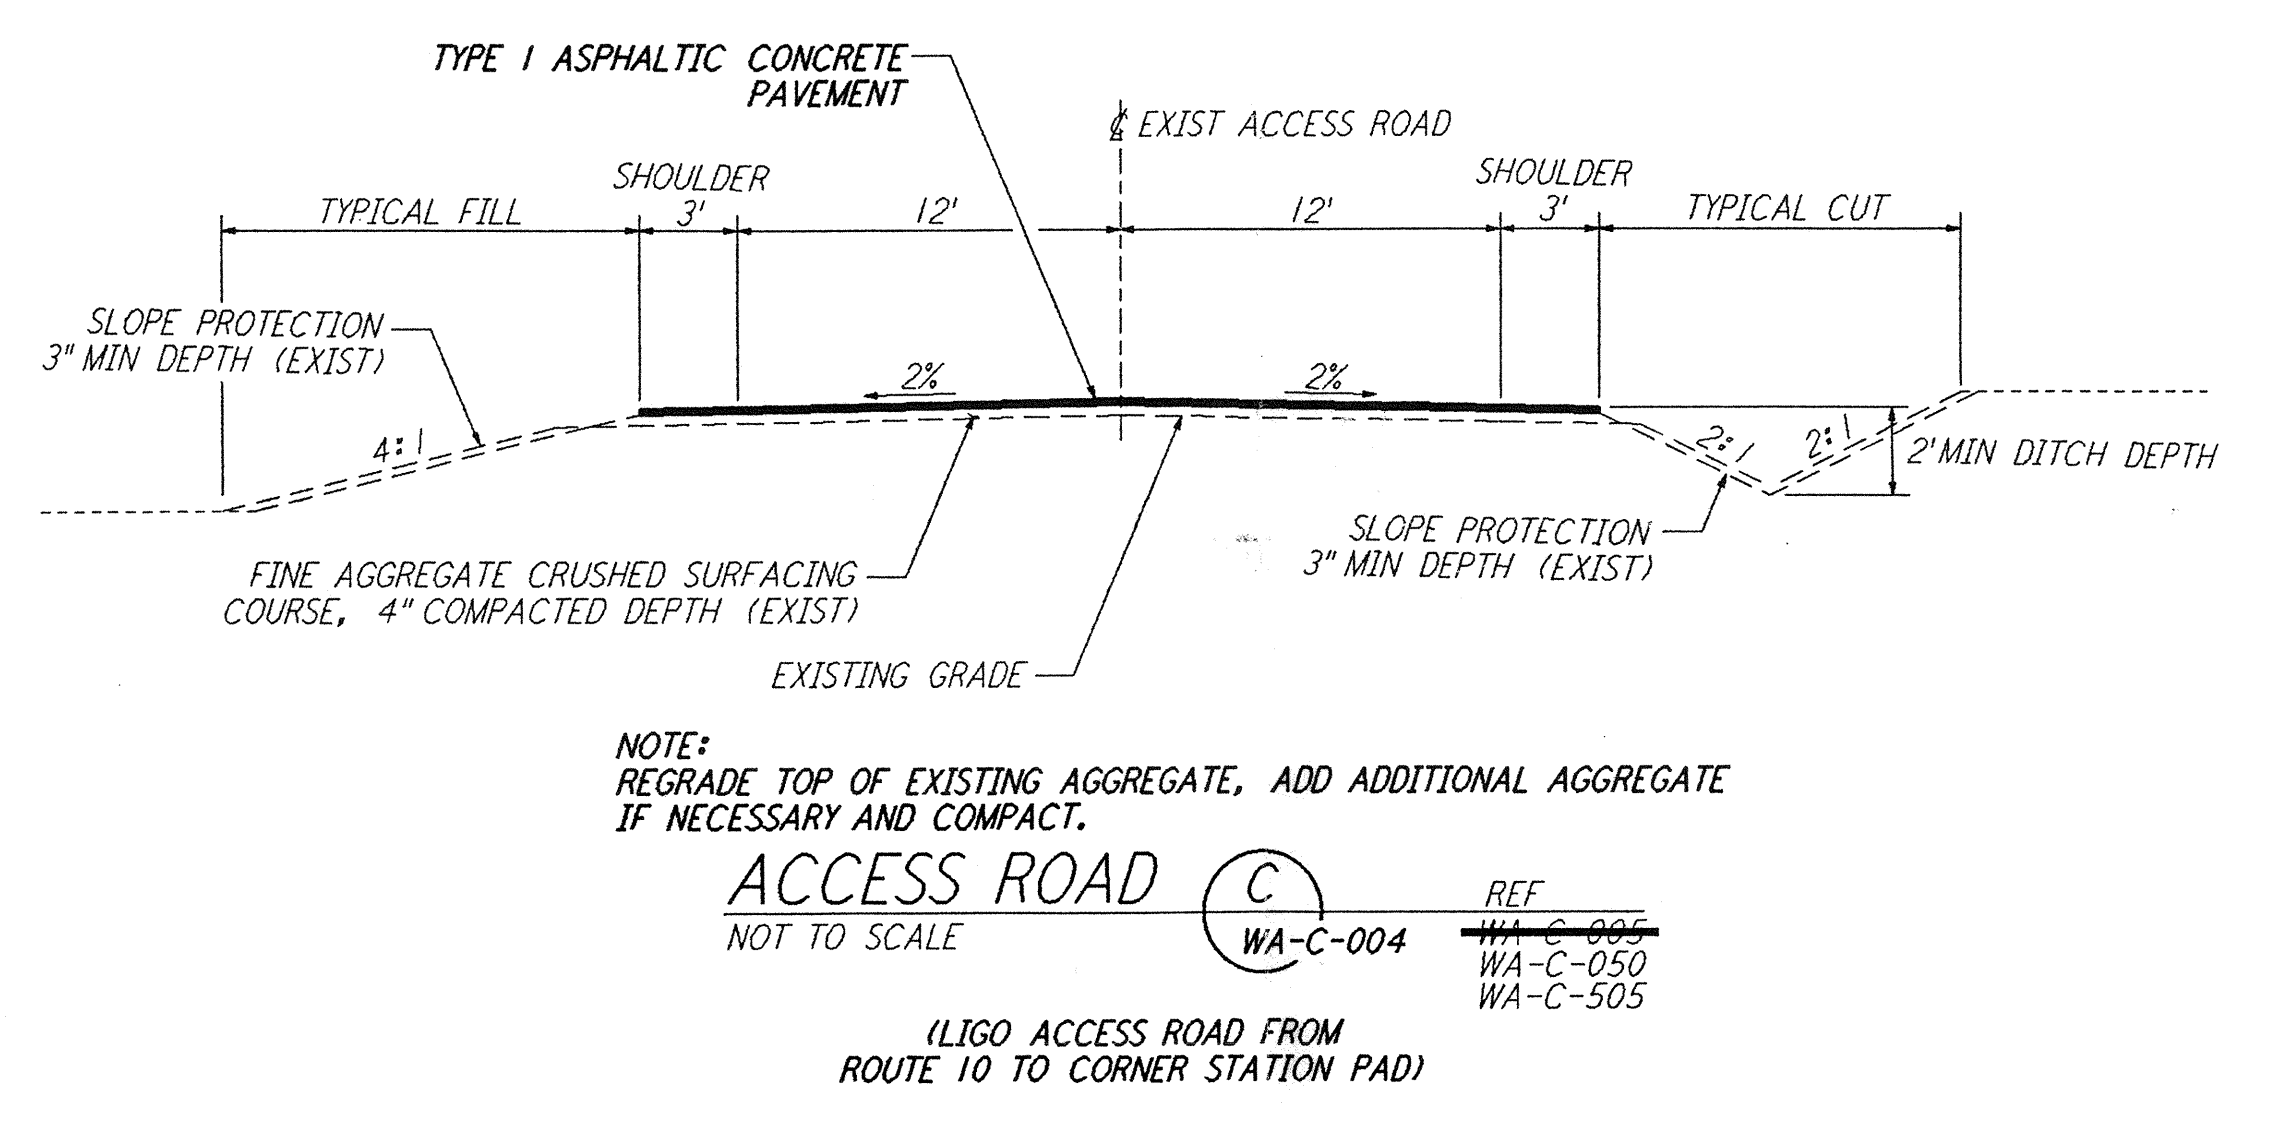 TYPE 1 ASPHALTIC CONCRETE
PAVEMENT
℄ EXIST ACCESS ROAD
SHOULDER
3'
SHOULDER
3'
TYPICAL FILL
12'
12'
TYPICAL CUT
SLOPE PROTECTION
3" MIN DEPTH (EXIST)
2%
2%
4:1
2:1
2:1
2' MIN DITCH DEPTH
SLOPE PROTECTION
3" MIN DEPTH (EXIST)
FINE AGGREGATE CRUSHED SURFACING
COURSE, 4" COMPACTED DEPTH (EXIST)
EXISTING GRADE
NOTE:
REGRADE TOP OF EXISTING AGGREGATE, ADD ADDITIONAL AGGREGATE
IF NECESSARY AND COMPACT.
ACCESS ROAD
NOT TO SCALE
C
WA-C-004
REF
WA-C-005
WA-C-050
WA-C-505
(LIGO ACCESS ROAD FROM
ROUTE 10 TO CORNER STATION PAD)